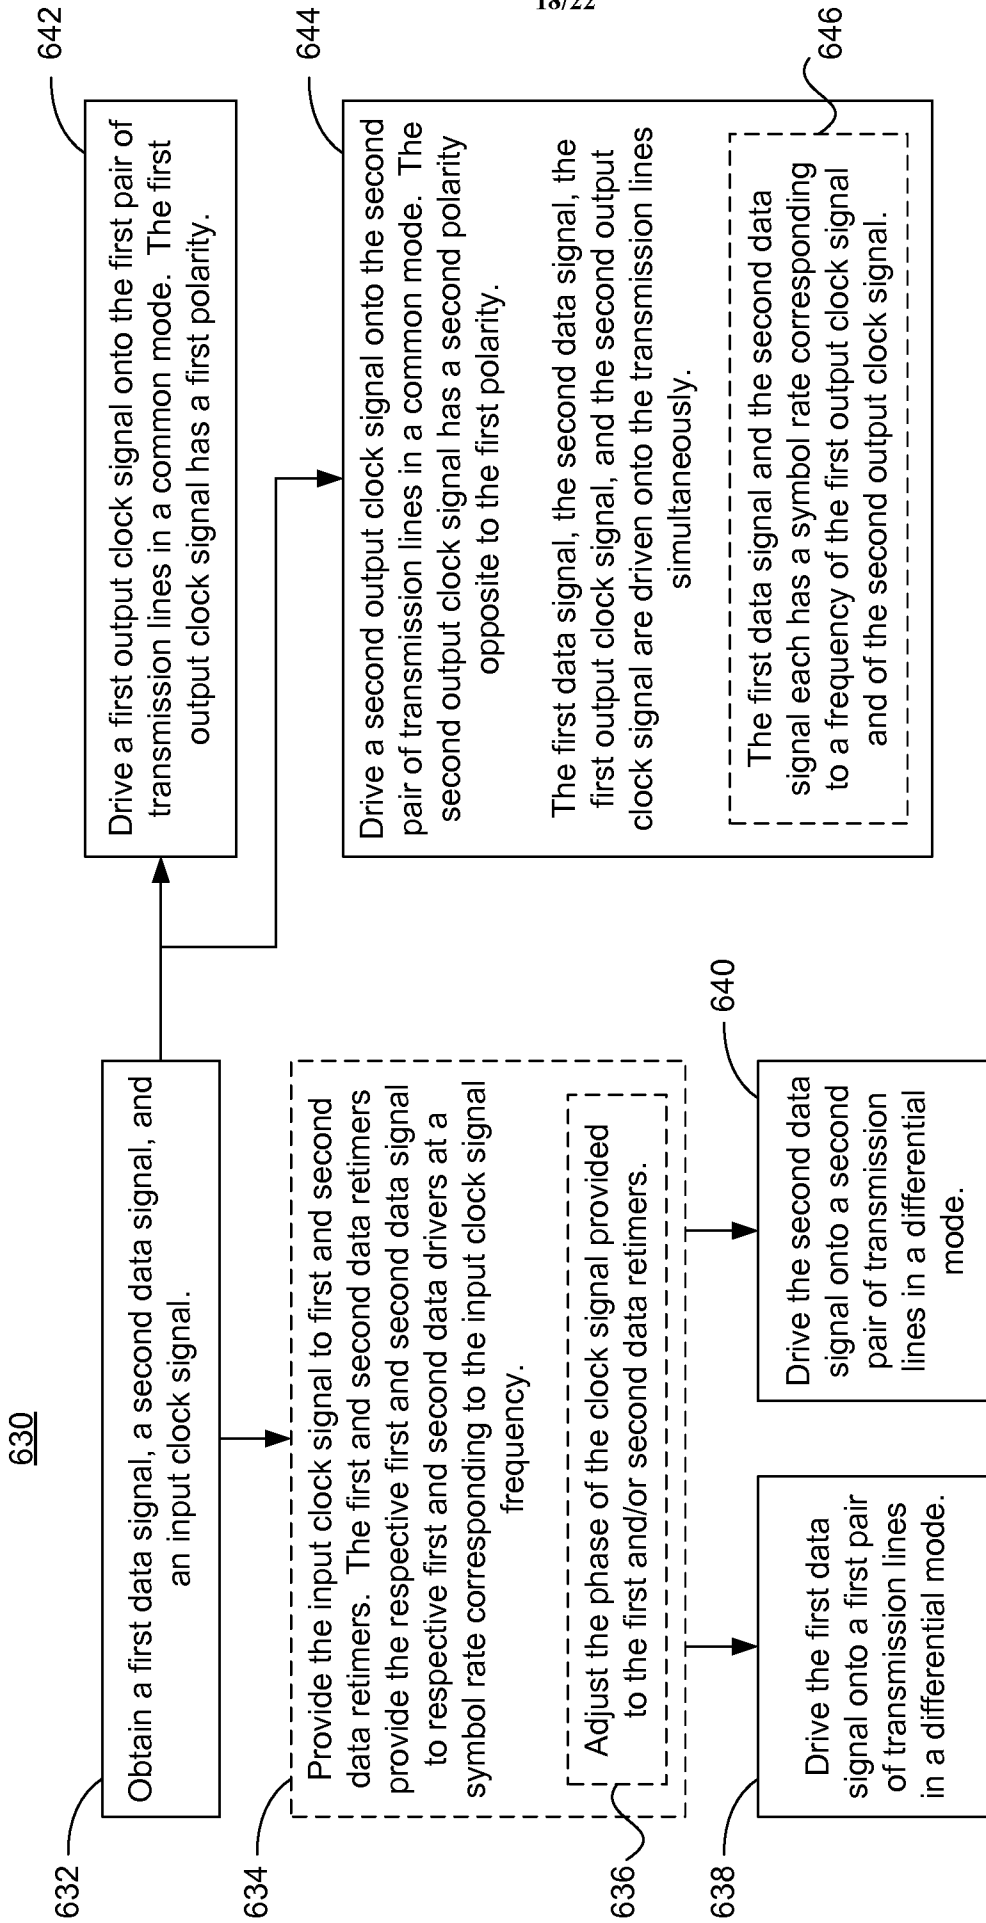 18/22
630
632
Obtain a first data signal, a second data signal, and
an input clock signal.
634
Provide the input clock signal to first and second
data retimers.  The first and second data retimers
provide the respective first and second data signal
to respective first and second data drivers at a
symbol rate corresponding to the input clock signal
frequency.
636
Adjust the phase of the clock signal provided
to the first and/or second data retimers.
638
Drive the first data
signal onto a first pair
of transmission lines
in a differential mode.
640
Drive the second data
signal onto a second
pair of transmission
lines in a differential
mode.
642
Drive a first output clock signal onto the first pair of
transmission lines in a common mode.  The first
output clock signal has a first polarity.
644
Drive a second output clock signal onto the second
pair of transmission lines in a common mode.  The
second output clock signal has a second polarity
opposite to the first polarity.
The first data signal, the second data signal, the
first output clock signal, and the second output
clock signal are driven onto the transmission lines
simultaneously.
646
The first data signal and the second data
signal each has a symbol rate corresponding
to a frequency of the first output clock signal
and of the second output clock signal.